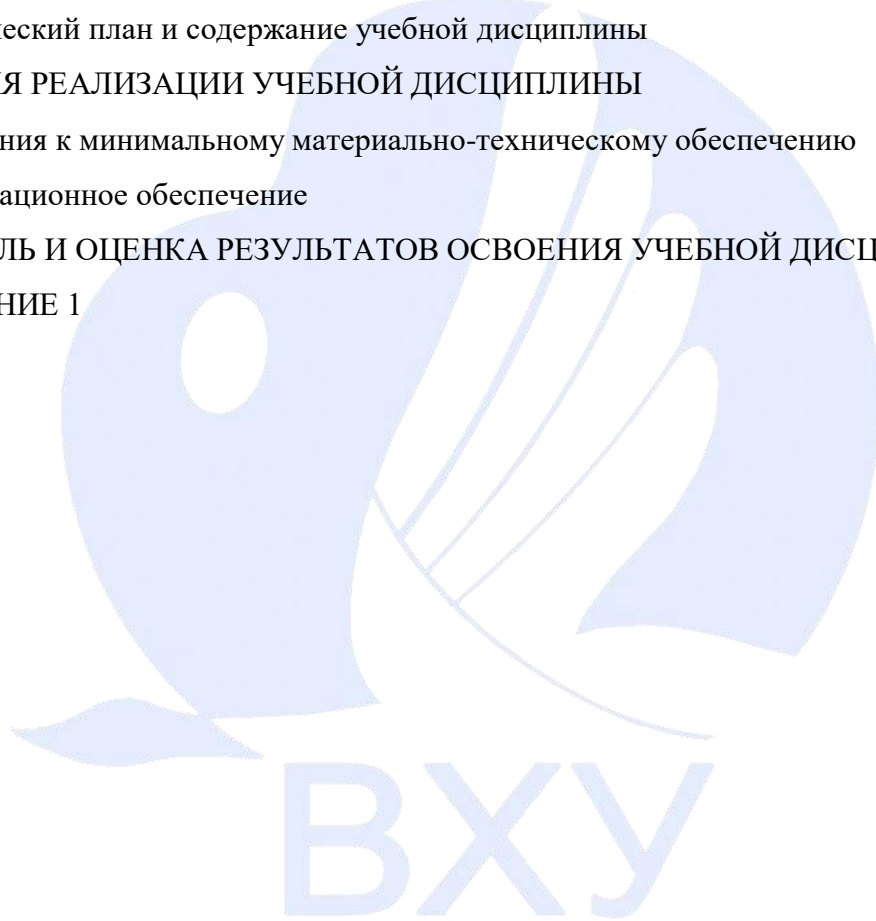 еский план и содержание учебной дисциплины
Я РЕАЛИЗАЦИИ УЧЕБНОЙ ДИСЦИПЛИНЫ
ния к минимальному материально-техническому обеспечению
ационное обеспечение
ЛЬ И ОЦЕНКА РЕЗУЛЬТАТОВ ОСВОЕНИЯ УЧЕБНОЙ ДИСЦ
НИЕ 1
ВХУ